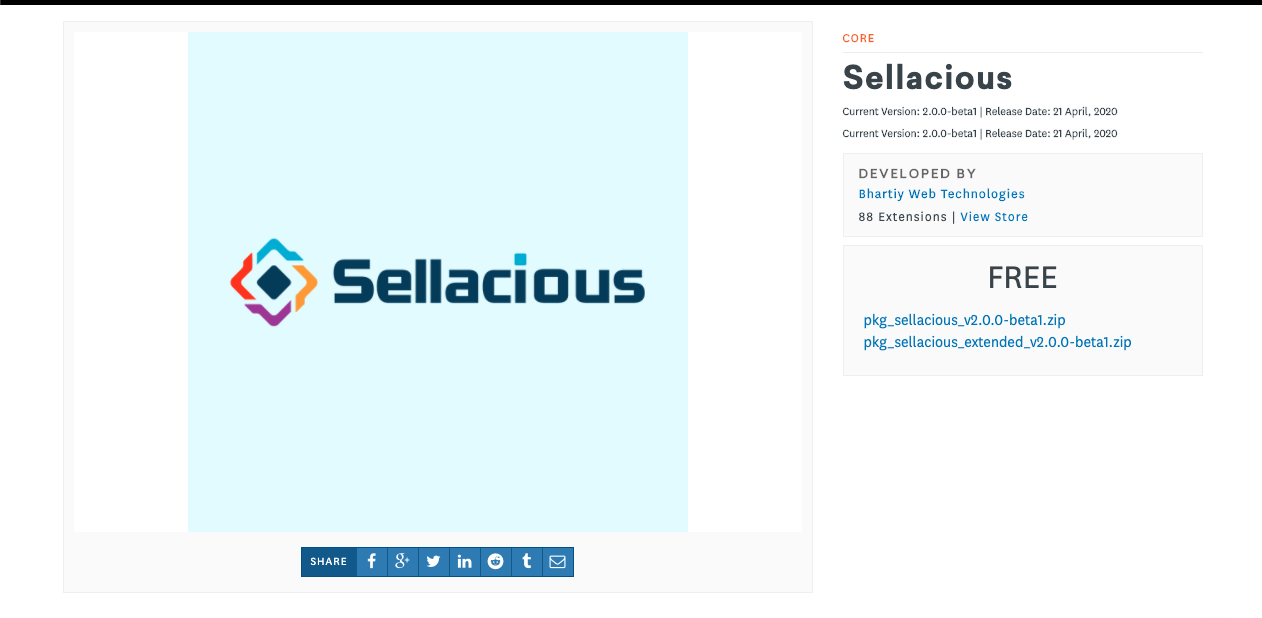 Sellacious
SHARE
CORE
Sellacious
Current Version: 2.0.0-beta1 | Release Date: 21 April, 2020
Current Version: 2.0.0-beta1 | Release Date: 21 April, 2020
DEVELOPED BY
Bhartiy Web Technologies
88 Extensions | View Store
FREE
pkg_sellacious_v2.0.0-beta1.zip
pkg_sellacious_extended_v2.0.0-beta1.zip